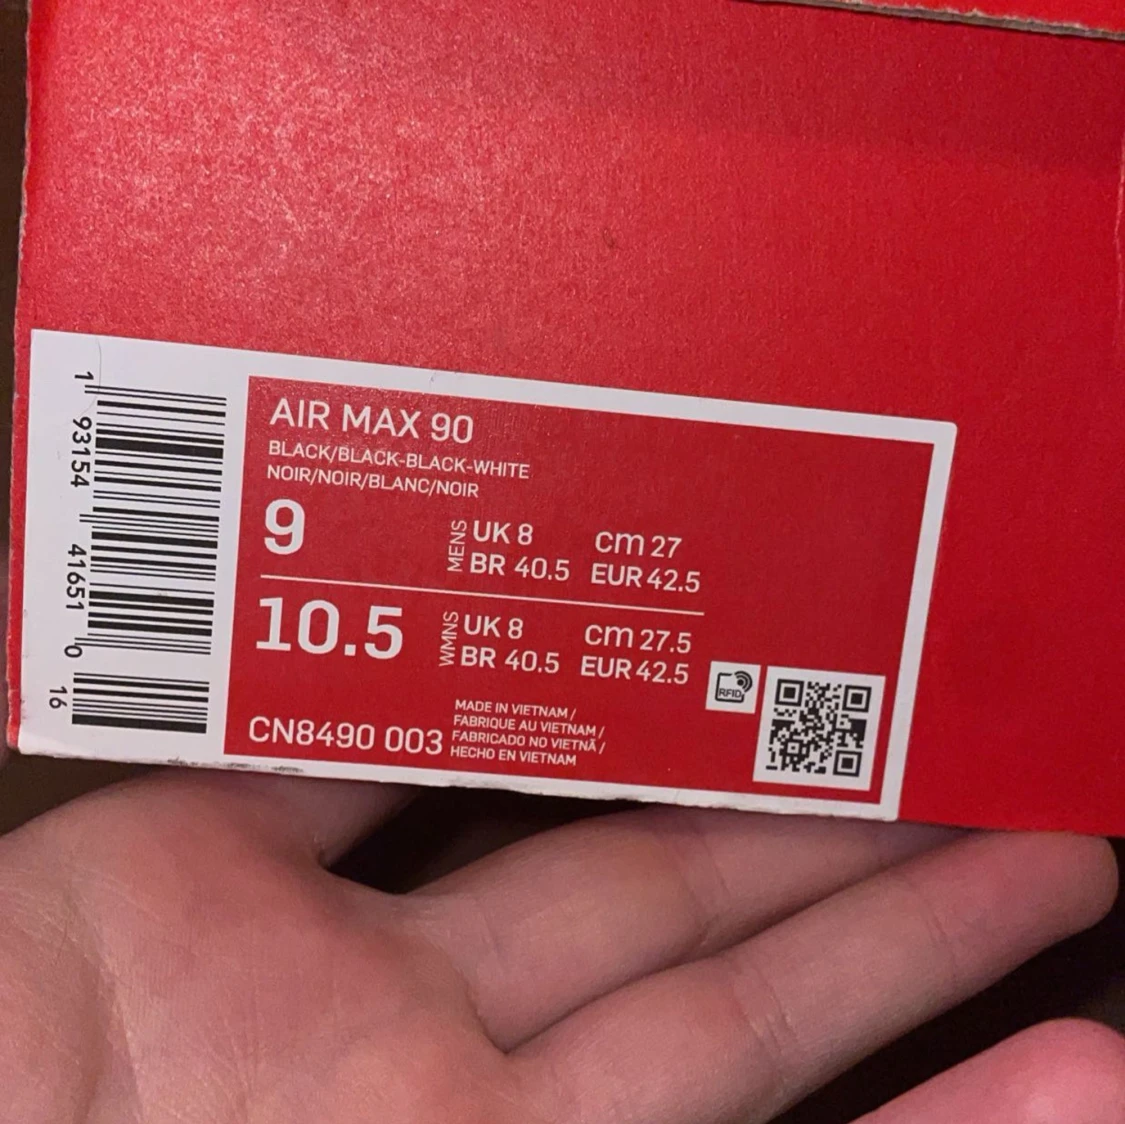 1 93154 41651 0 16
AIR MAX 90
BLACK/BLACK-BLACK-WHITE
NOIR/NOIR/BLANC/NOIR
9
MENS
UK 8 cm 27
BR 40.5 EUR 42.5
10.5
WMNS
UK 8 cm 27.5
BR 40.5 EUR 42.5
RFID
CN8490 003
MADE IN VIETNAM /
FABRIQUE AU VIETNAM /
FABRICADO NO VIETNÃ /
HECHO EN VIETNAM